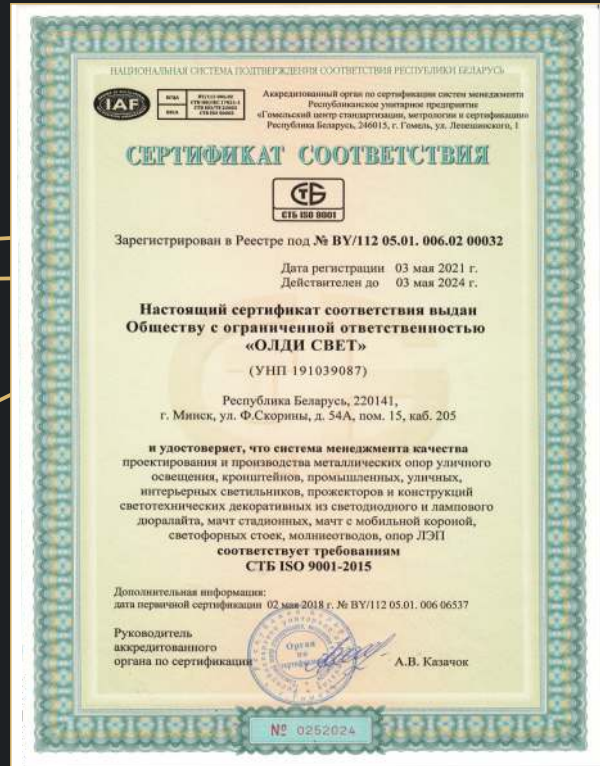 НАЦИОНАЛЬНАЯ СИСТЕМА ПОДТВЕРЖДЕНИЯ СООТВЕТСТВИЯ РЕСПУБЛИКИ БЕЛАРУСЬ
IAF
Аккредитованный орган по сертификации систем менеджмента
Республиканское унитарное предприятие
«Гомельский центр стандартизации, метрологии и сертификации»
Республика Беларусь, 246015, г. Гомель, ул. Лепешинского, 1
СЕРТИФИКАТ СООТВЕТСТВИЯ
СТБ
СТБ ISO 9001
Зарегистрирован в Реестре под № BY/112 05.01. 006.02 00032
Дата регистрации 03 мая 2021 г.
Действителен до 03 мая 2024 г.
Настоящий сертификат соответствия выдан
Обществу с ограниченной ответственностью
«ОЛДИ СВЕТ»
(УНП 191039087)
Республика Беларусь, 220141,
г. Минск, ул. Ф.Скорины, д. 54А, пом. 15, каб. 205
и удостоверяет, что система менеджмента качества
проектирования и производства металлических опор уличного
освещения, кронштейнов, промышленных, уличных,
интерьерных светильников, прожекторов и конструкций
светотехнических декоративных из светодиодного и лампового
дюралайта, мачт стадионных, мачт с мобильной короной,
светофорных стоек, молниеотводов, опор ЛЭП
соответствует требованиям
СТБ ISO 9001-2015
Дополнительная информация:
дата первичной сертификации 02 мая 2018 г. № BY/112 05.01. 006 06537
Руководитель
аккредитованного
органа по сертификации
А.В. Казачок
Орган
по
№ 0252024